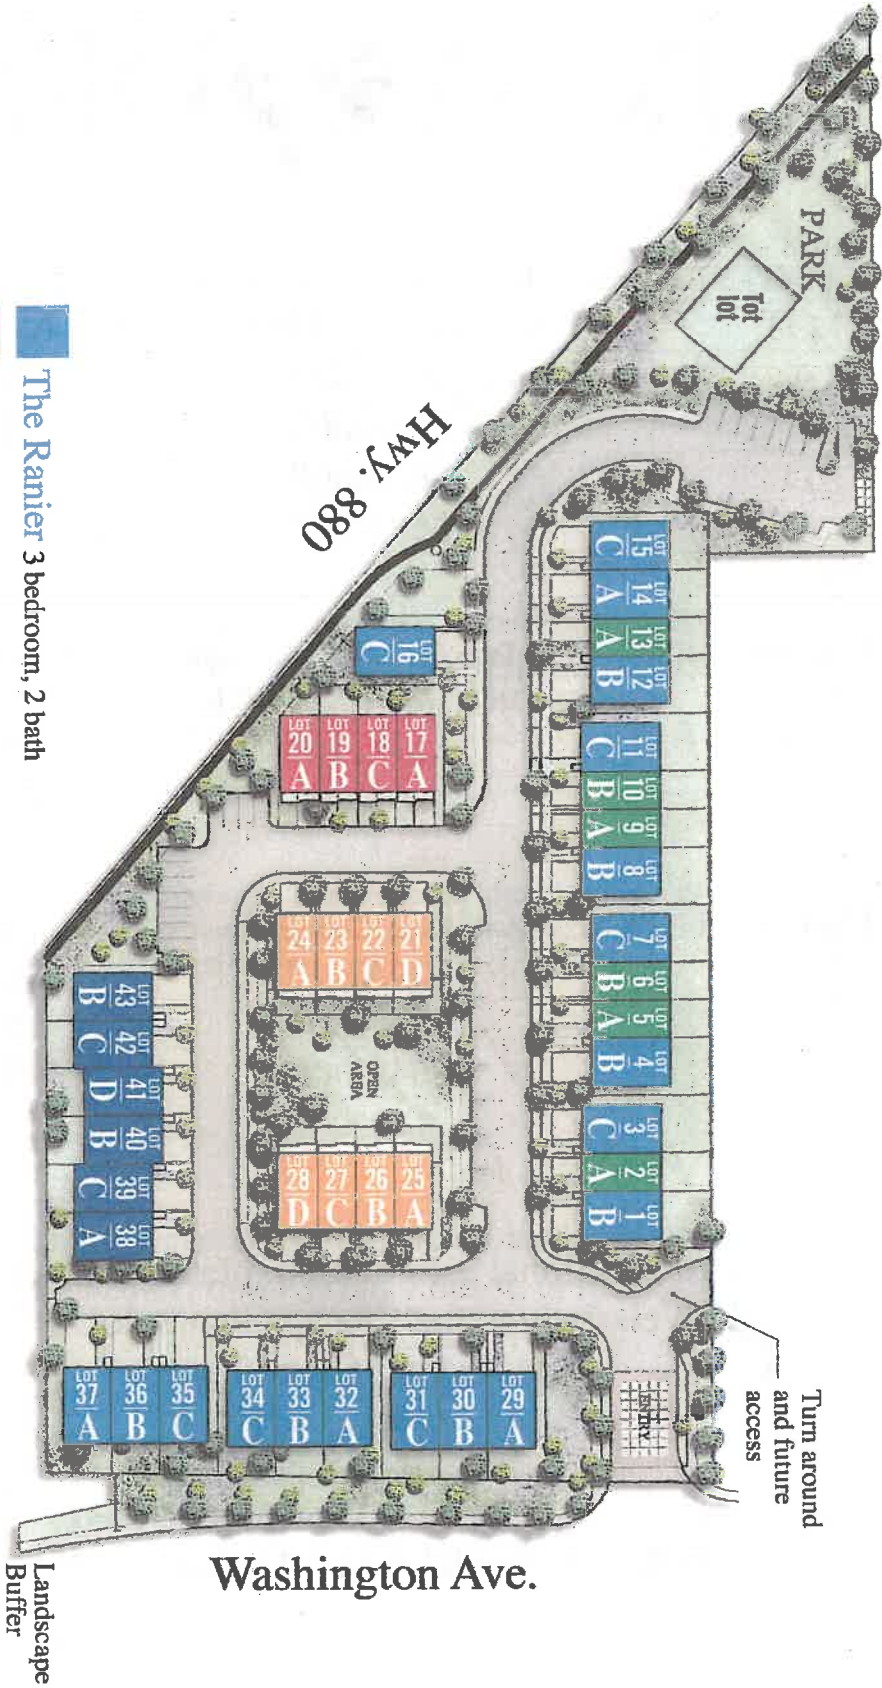 PARK
Tot
lot
Hwy. 880
LOT
15
C
LOT
14
A
LOT
13
A
LOT
12
B
LOT
11
C
LOT
10
B
LOT
9
A
LOT
8
B
LOT
7
C
LOT
6
B
LOT
5
A
LOT
4
B
LOT
3
C
LOT
2
A
LOT
1
B
LOT
16
C
LOT
20
A
LOT
19
B
LOT
18
C
LOT
17
A
LOT
24
A
LOT
23
B
LOT
22
C
LOT
21
D
OPEN
AREA
LOT
28
D
LOT
27
C
LOT
26
B
LOT
25
A
LOT
43
B
LOT
42
C
LOT
41
D
LOT
40
B
LOT
39
C
LOT
38
A
LOT
37
A
LOT
36
B
LOT
35
C
LOT
34
C
LOT
33
B
LOT
32
A
LOT
31
C
LOT
30
B
LOT
29
A
ENTRY
Turn around
and future
access
Washington Ave.
Landscape
Buffer
The Ranier 3 bedroom, 2 bath